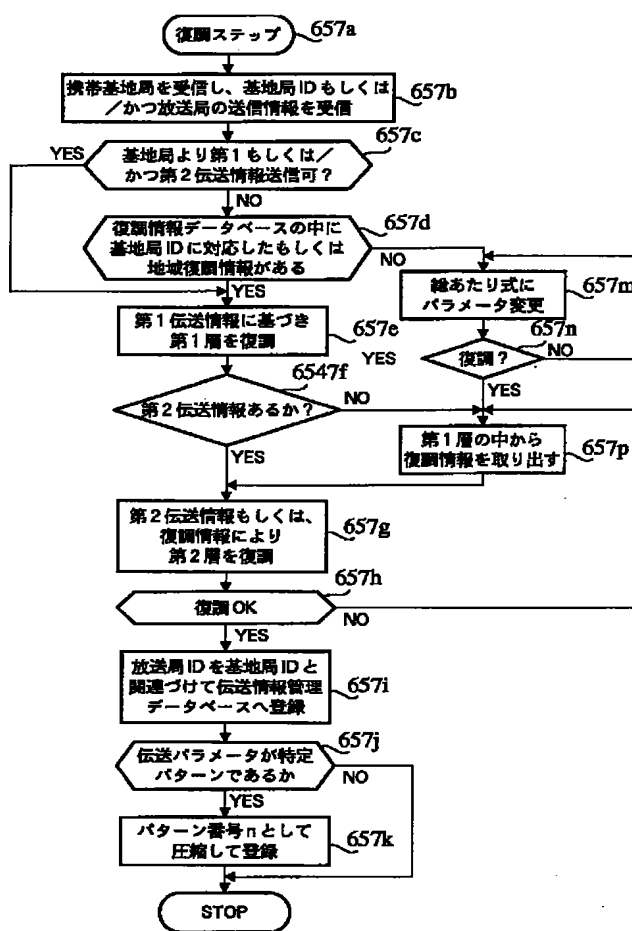 復調ステップ
657a
携帯基地局を受信し、基地局IDもしくは
／かつ放送局の送信情報を受信
657b
657c
YES
基地局より第1もしくは／
かつ第2伝送情報送信可？
NO
657d
復調情報データベースの中に
基地局IDに対応したもしくは
地域復調情報がある
NO
YES
総あたり式に
パラメータ変更
657m
第1伝送情報に基づき
第1層を復調
657e
657n
YES
復調？
NO
6547f
YES
第2伝送情報あるか？
NO
YES
第1層の中から
復調情報を取り出す
657p
第2伝送情報もしくは、
復調情報により
第2層を復調
657g
657h
復調OK
NO
YES
放送局IDを基地局IDと
関連づけて伝送情報管理
データベースへ登録
657i
657j
伝送パラメータが特定
パターンであるか
NO
YES
パターン番号nとして
圧縮して登録
657k
STOP